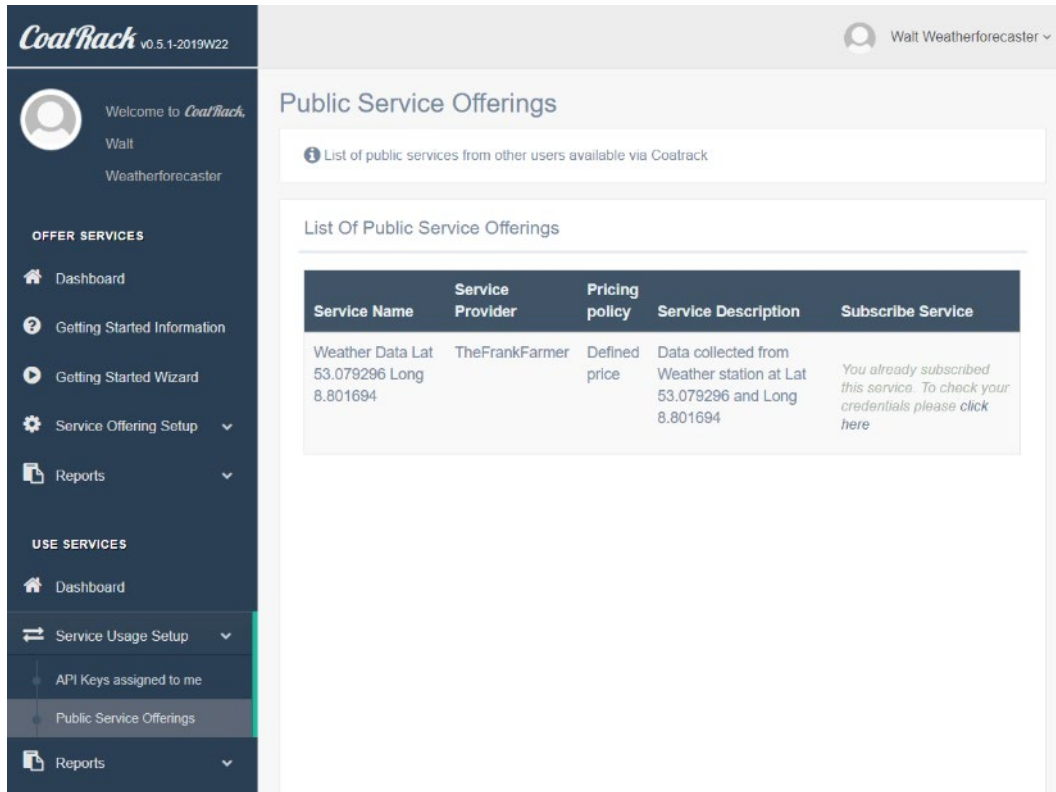 CoatRack v0.5.1-2019W22
Walt Weatherforecaster
Welcome to CoatRack,
Walt
Weatherforecaster
OFFER SERVICES
Dashboard
Getting Started Information
Getting Started Wizard
Service Offering Setup
Reports
USE SERVICES
Dashboard
Service Usage Setup
API Keys assigned to me
Public Service Offerings
Reports
Public Service Offerings
List of public services from other users available via Coatrack
List Of Public Service Offerings
Service Name
Service
Provider
Pricing
policy
Service Description
Subscribe Service
Weather Data Lat
53.079296 Long
8.801694
TheFrankFarmer
Defined
price
Data collected from
Weather station at Lat
53.079296 and Long
8.801694
You already subscribed
this service. To check your
credentials please click
here